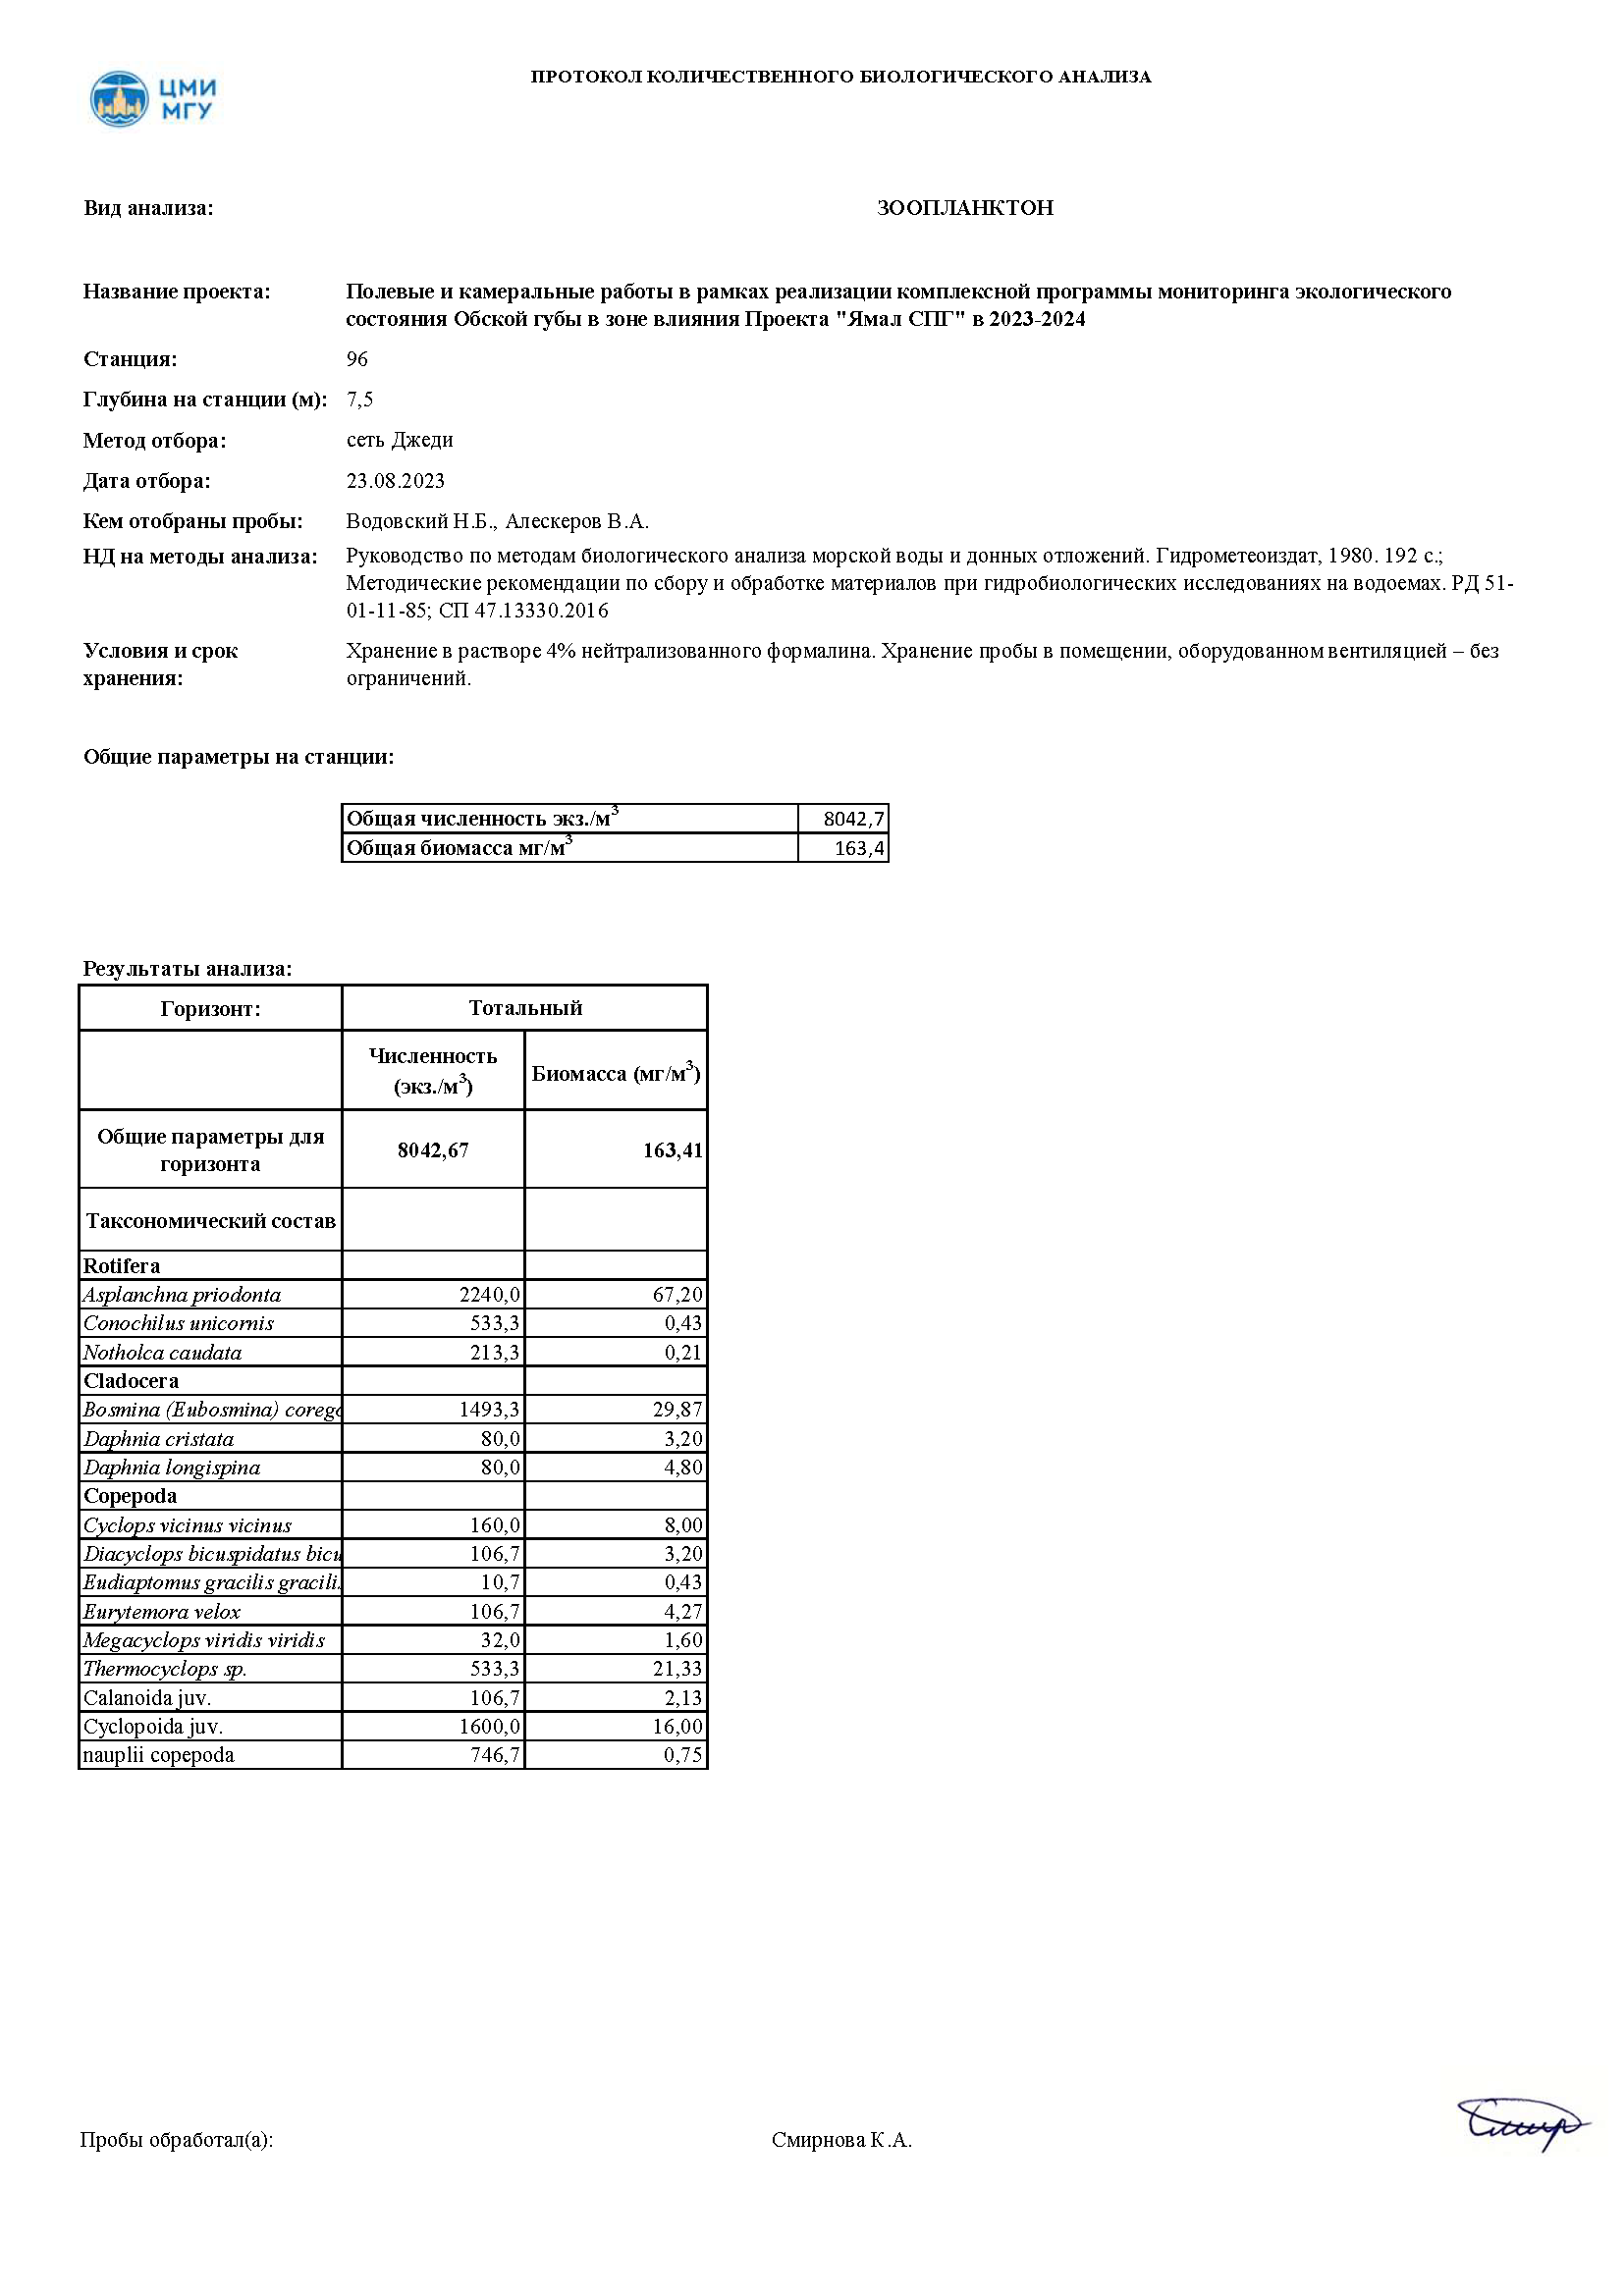 ЦМИ
МГУ
ПРОТОКОЛ КОЛИЧЕСТВЕННОГО БИОЛОГИЧЕСКОГО АНАЛИЗА
Вид анализа: ЗООПЛАНКТОН
Название проекта: Полевые и камеральные работы в рамках реализации комплексной программы мониторинга экологического
состояния Обской губы в зоне влияния Проекта "Ямал СПГ" в 2023-2024
Станция: 96
Глубина на станции (м): 7,5
Метод отбора: сеть Джеди
Дата отбора: 23.08.2023
Кем отобраны пробы: Водовский Н.Б., Алескеров В.А.
НД на методы анализа: Руководство по методам биологического анализа морской воды и донных отложений. Гидрометеоиздат, 1980. 192 с.;
Методические рекомендации по сбору и обработке материалов при гидробиологических исследованиях на водоемах. РД 51-
01-11-85; СП 47.13330.2016
Условия и срок Хранение в растворе 4% нейтрализованного формалина. Хранение пробы в помещении, оборудованном вентиляцией – без
хранения: ограничений.
Общие параметры на станции:
Общая численность экз./м³ 8042,7
Общая биомасса мг/м³ 163,4
Результаты анализа:
Горизонт: Тотальный
Численность
(экз./м³) Биомасса (мг/м³)
Общие параметры для
горизонта 8042,67 163,41
Таксономический состав
Rotifera
Asplanchna priodonta 2240,0 67,20
Conochilus unicornis 533,3 0,43
Notholca caudata 213,3 0,21
Cladocera
Bosmina (Eubosmina) corego 1493,3 29,87
Daphnia cristata 80,0 3,20
Daphnia longispina 80,0 4,80
Copepoda
Cyclops vicinus vicinus 160,0 8,00
Diacyclops bicuspidatus bicu 106,7 3,20
Eudiaptomus gracilis gracili 10,7 0,43
Eurytemora velox 106,7 4,27
Megacyclops viridis viridis 32,0 1,60
Thermocyclops sp. 533,3 21,33
Calanoida juv. 106,7 2,13
Cyclopoida juv. 1600,0 16,00
nauplii copepoda 746,7 0,75
Пробы обработал(а): Смирнова К.А.